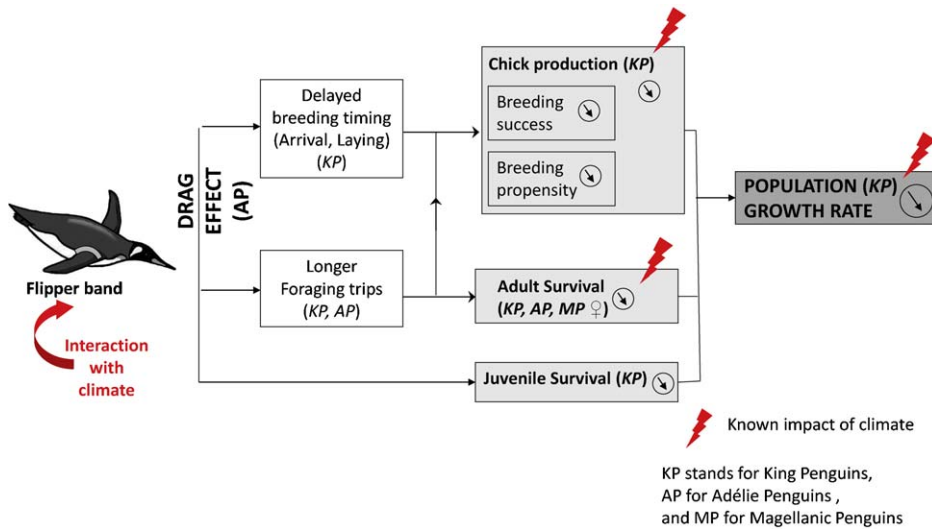 Flipper band
Interaction
with
climate
DRAG
EFFECT
(AP)
Delayed
breeding timing
(Arrival, Laying)
(KP)
Longer
Foraging trips
(KP, AP)
Chick production (KP)
Breeding
success
Breeding
propensity
Adult Survival
(KP, AP, MP ♀)
Juvenile Survival (KP)
POPULATION (KP)
GROWTH RATE
Known impact of climate
KP stands for King Penguins,
AP for Adélie Penguins ,
and MP for Magellanic Penguins